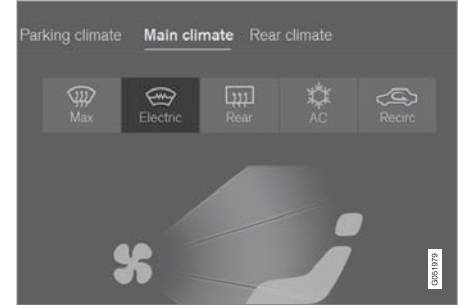 Parking climate Main climate Rear climate
Max Electric Rear AC Recirc
G051979